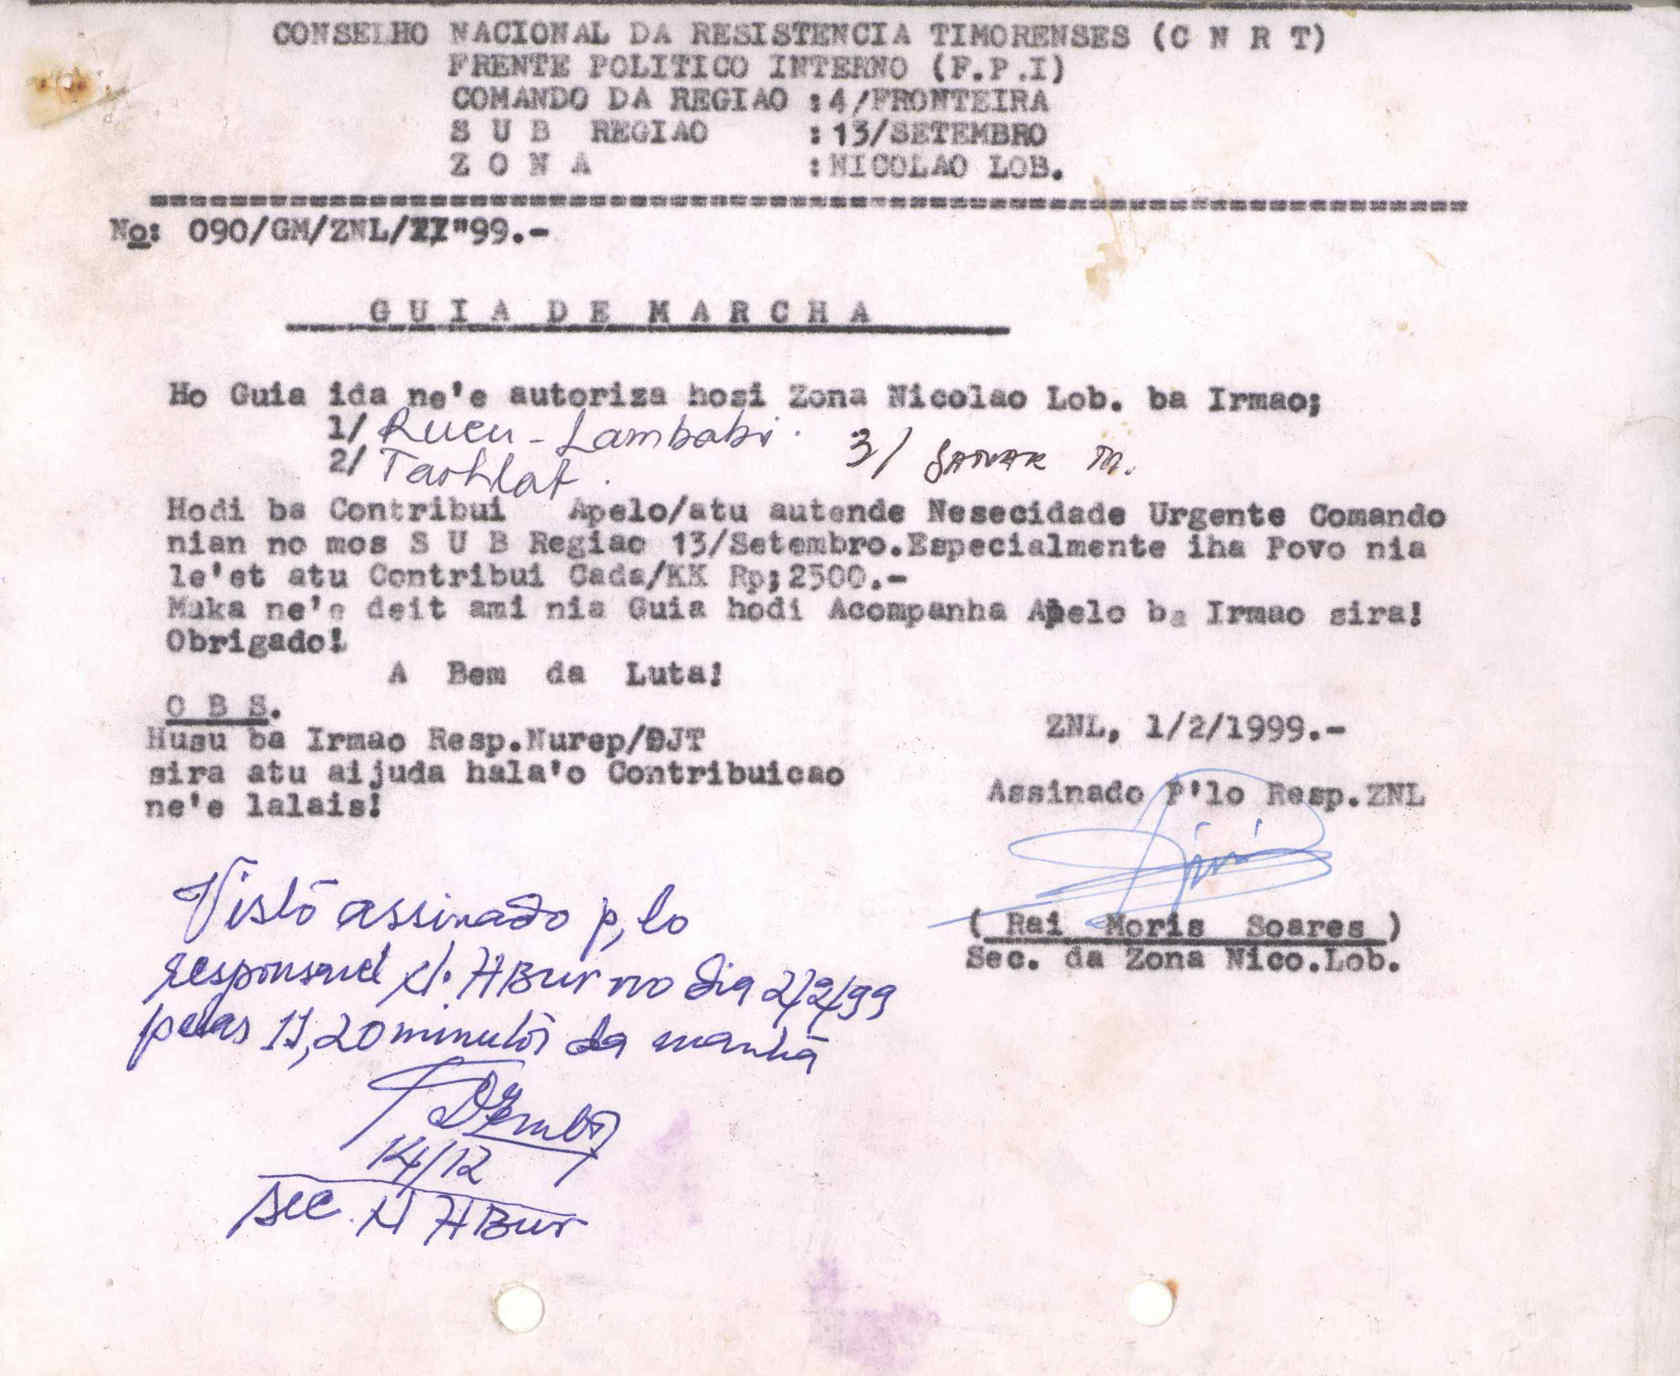 CONSELHO NACIONAL DA RESISTENCIA TIMORENSES (C N R T)
FRENTE POLITICO INTERNO (F.P.I)
COMANDO DA REGIAO :4/FRONTEIRA
S U B REGIAO :13/SETEMBRO
Z O N A :NICOLAO LOB.
No: 090/GM/ZNL/II"99.-
G U I A D E M A R C H A
Ho Guia ida ne'e autoriza hosi Zona Nicolao Lob. ba Irmao;
1/ Rucu - Lambabi.
2/ Tashlat. 3/ SANAK M.
Hodi ba Contribui Apelo/atu autende Nesecidade Urgente Comando
nian no mos S U B Regiao 13/Setembro.Especialmente iha Povo nia
le'et atu Contribui Cada/KK Rp;2500.-
Maka ne'e deit ami nia Guia hodi Acompanha Apelo ba Irmao sira!
Obrigado!
A Bem da Luta!
O B S.
Husu ba Irmao Resp.Nurep/DJT
sira atu aijuda hala'o Contribuicao
ne'e lalais!
ZNL, 1/2/1999.-
Assinado P'lo Resp.ZNL
( Rai Moris Soares )
Sec. da Zona Nico.Lob.
Visto assinado p,lo
responsavel N. HBur no dia 2/2/99
pelas 11,20 minutos da manhã
14/12
Sec. N HBur